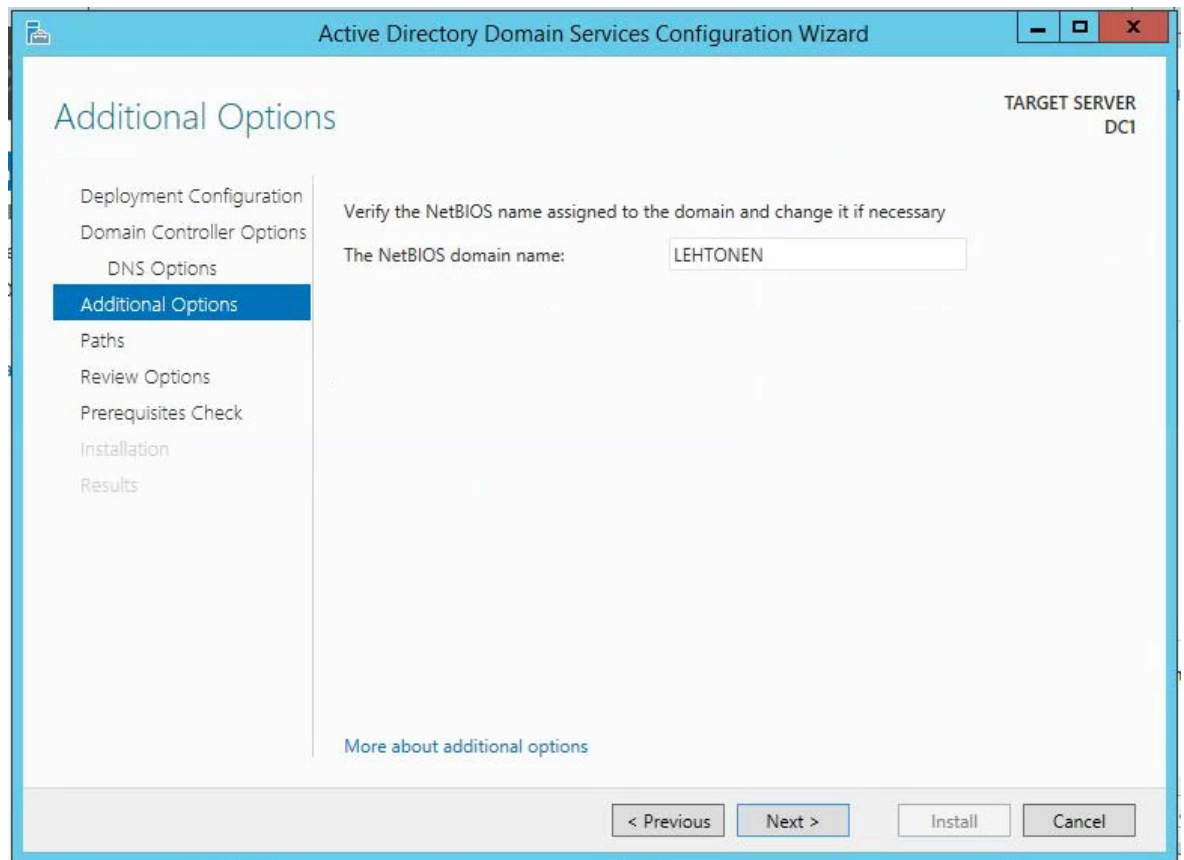 Active Directory Domain Services Configuration Wizard
Additional Options
TARGET SERVER
DC1
Deployment Configuration
Domain Controller Options
DNS Options
Additional Options
Paths
Review Options
Prerequisites Check
Installation
Results
Verify the NetBIOS name assigned to the domain and change it if necessary
The NetBIOS domain name: LEHTONEN
More about additional options
< Previous Next > Install Cancel